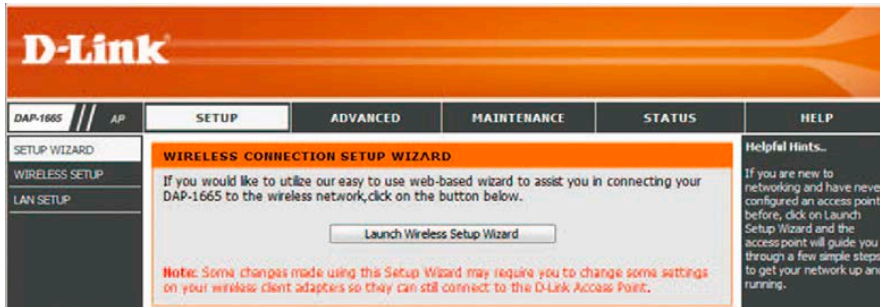 D-Link
DAP-1665 // AP SETUP ADVANCED MAINTENANCE STATUS HELP
SETUP WIZARD
WIRELESS SETUP
LAN SETUP
WIRELESS CONNECTION SETUP WIZARD
If you would like to utilize our easy to use web-based wizard to assist you in connecting your
DAP-1665 to the wireless network,click on the button below.
Launch Wireless Setup Wizard
Note: Some changes made using this Setup Wizard may require you to change some settings
on your wireless client adapters so they can still connect to the D-Link Access Point.
Helpful Hints..
If you are new to
networking and have never
configured an access point
before, click on Launch
Setup Wizard and the
access point will guide you
through a few simple steps
to get your network up and
running.